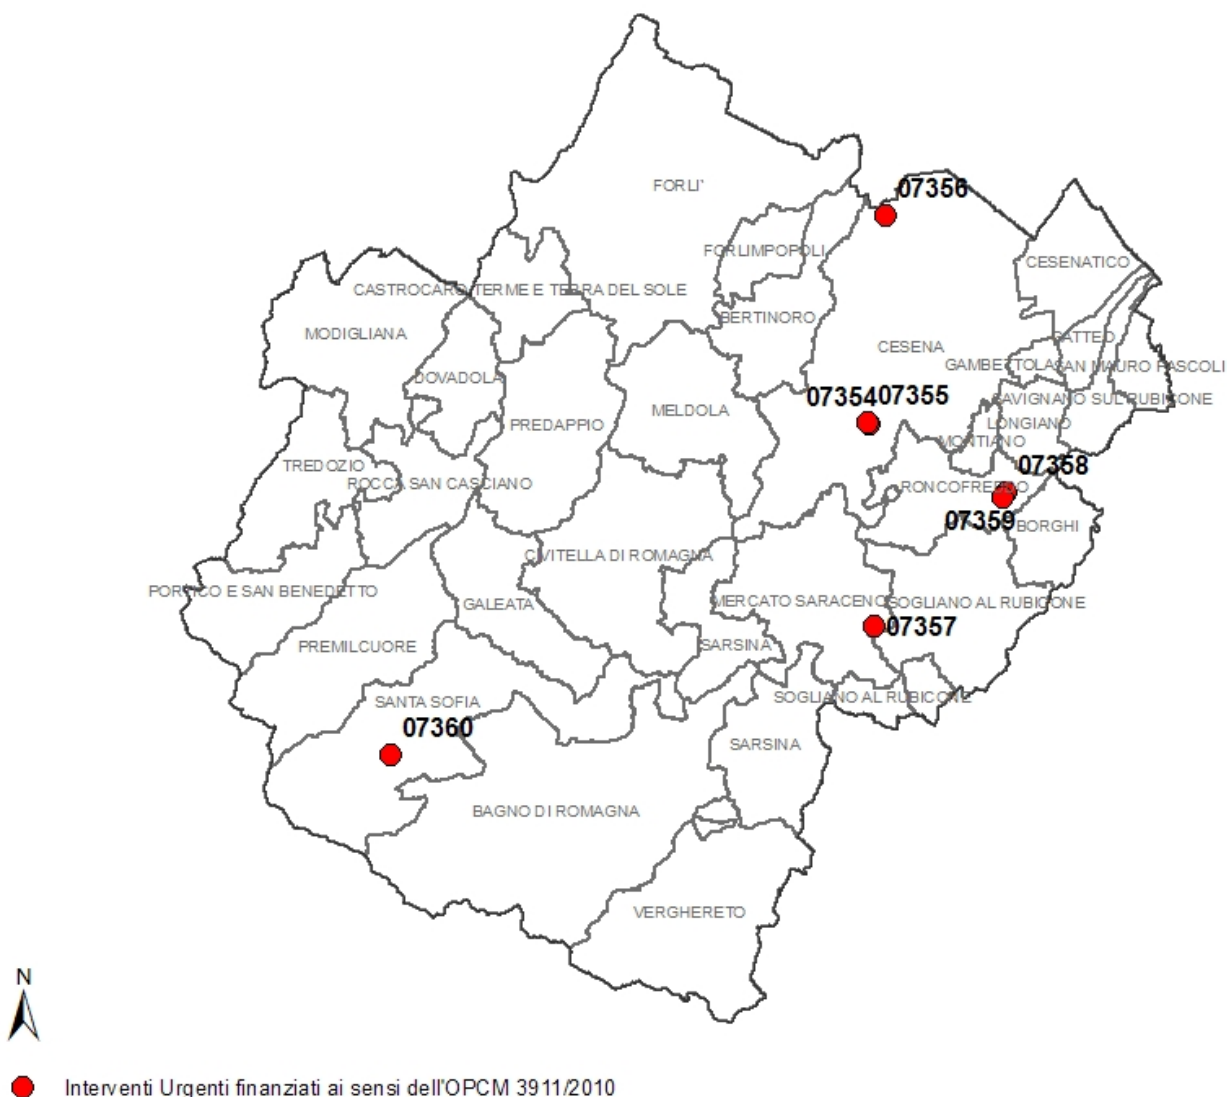 FORLI'
07356
FORLIMPOPOLI
CESENATICO
CASTROCARO TERME E TERRA DEL SOLE
BERTINORO
MODIGLIANA
GATTEO
CESENA
GAMBETTOLA
SAN MAURO PASCOLI
DOVADOLA
07354
07355
SAVIGNANO SUL RUBICONE
MELDOLA
PREDAPPIO
LONGIANO
MONTIANO
TREDOZIO
07358
ROCCA SAN CASCIANO
RONCOFREDDO
07359
BORGHI
CIVITELLA DI ROMAGNA
PORTICO E SAN BENEDETTO
GALEATA
MERCATO SARACENO
SOGLIANO AL RUBICONE
07357
PREMILCUORE
SARSINA
SANTA SOFIA
SOGLIANO AL RUBICONE
07360
SARSINA
BAGNO DI ROMAGNA
VERGHERETO
N
Interventi Urgenti finanziati ai sensi dell'OPCM 3911/2010